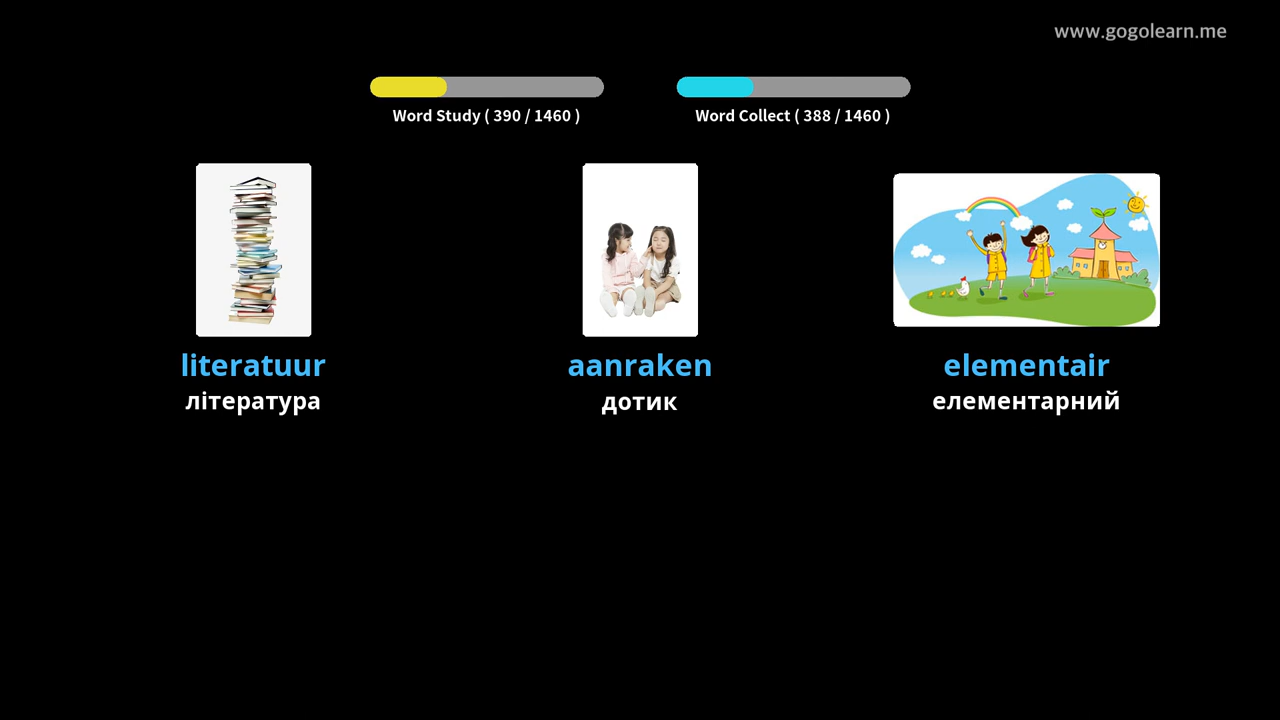 www.gogolearn.me
Word Study ( 390 / 1460 )
Word Collect ( 388 / 1460 )
literatuur
література
aanraken
дотик
elementair
елементарний